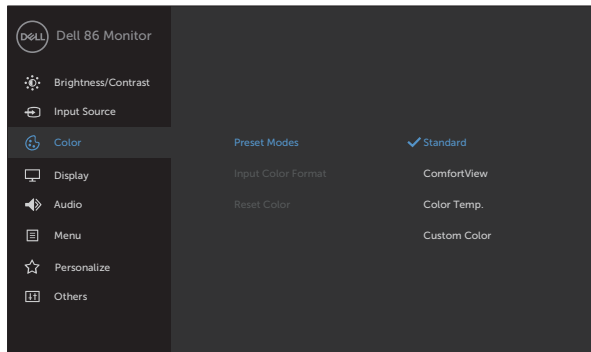 DELL
Dell 86 Monitor
Brightness/Contrast
Input Source
Color
Preset Modes
Standard
Display
Input Color Format
ComfortView
Audio
Reset Color
Color Temp.
Menu
Custom Color
Personalize
Others